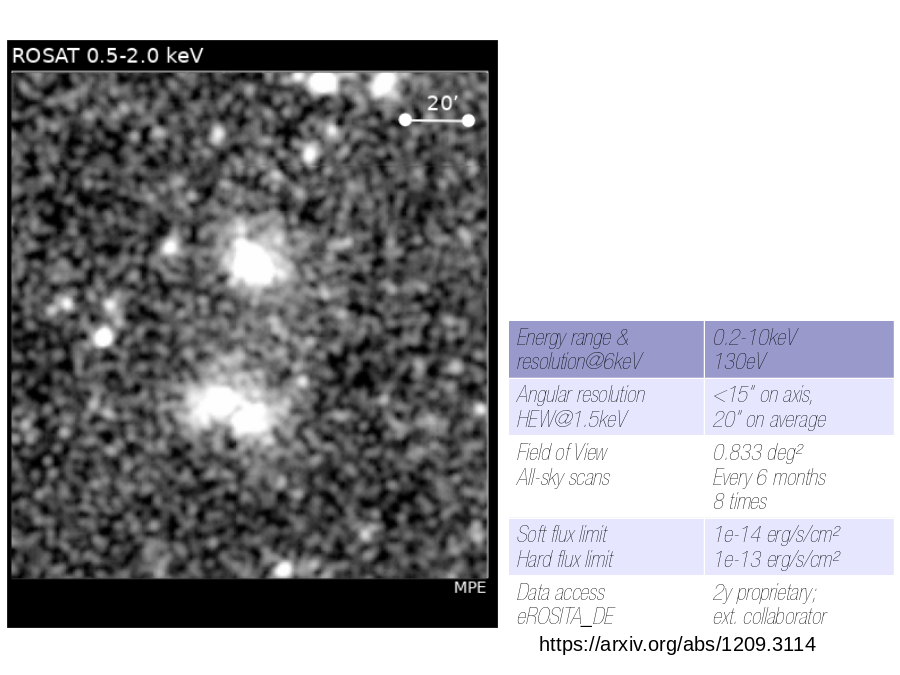 ROSAT 0.5-2.0 keV
20’
MPE
Energy range &
resolution@6keV
0.2-10keV
130eV
Angular resolution
HEW@1.5keV
<15” on axis,
20” on average
Field of View
All-sky scans
0.833 deg²
Every 6 months
8 times
Soft flux limit
Hard flux limit
1e-14 erg/s/cm²
1e-13 erg/s/cm²
Data access
eROSITA_DE
2y proprietary;
ext. collaborator
https://arxiv.org/abs/1209.3114